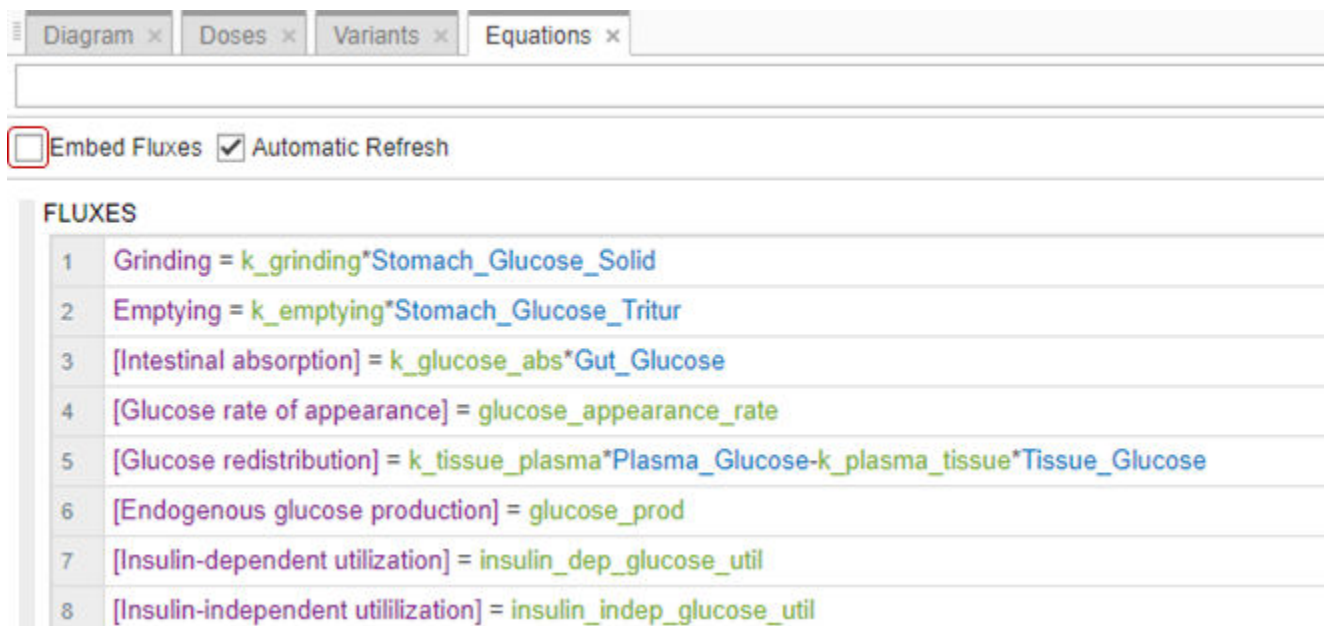 Diagram × Doses × Variants × Equations ×
Embed Fluxes Automatic Refresh
FLUXES
1 Grinding = k_grinding*Stomach_Glucose_Solid
2 Emptying = k_emptying*Stomach_Glucose_Tritur
3 [Intestinal absorption] = k_glucose_abs*Gut_Glucose
4 [Glucose rate of appearance] = glucose_appearance_rate
5 [Glucose redistribution] = k_tissue_plasma*Plasma_Glucose-k_plasma_tissue*Tissue_Glucose
6 [Endogenous glucose production] = glucose_prod
7 [Insulin-dependent utilization] = insulin_dep_glucose_util
8 [Insulin-independent utililization] = insulin_indep_glucose_util